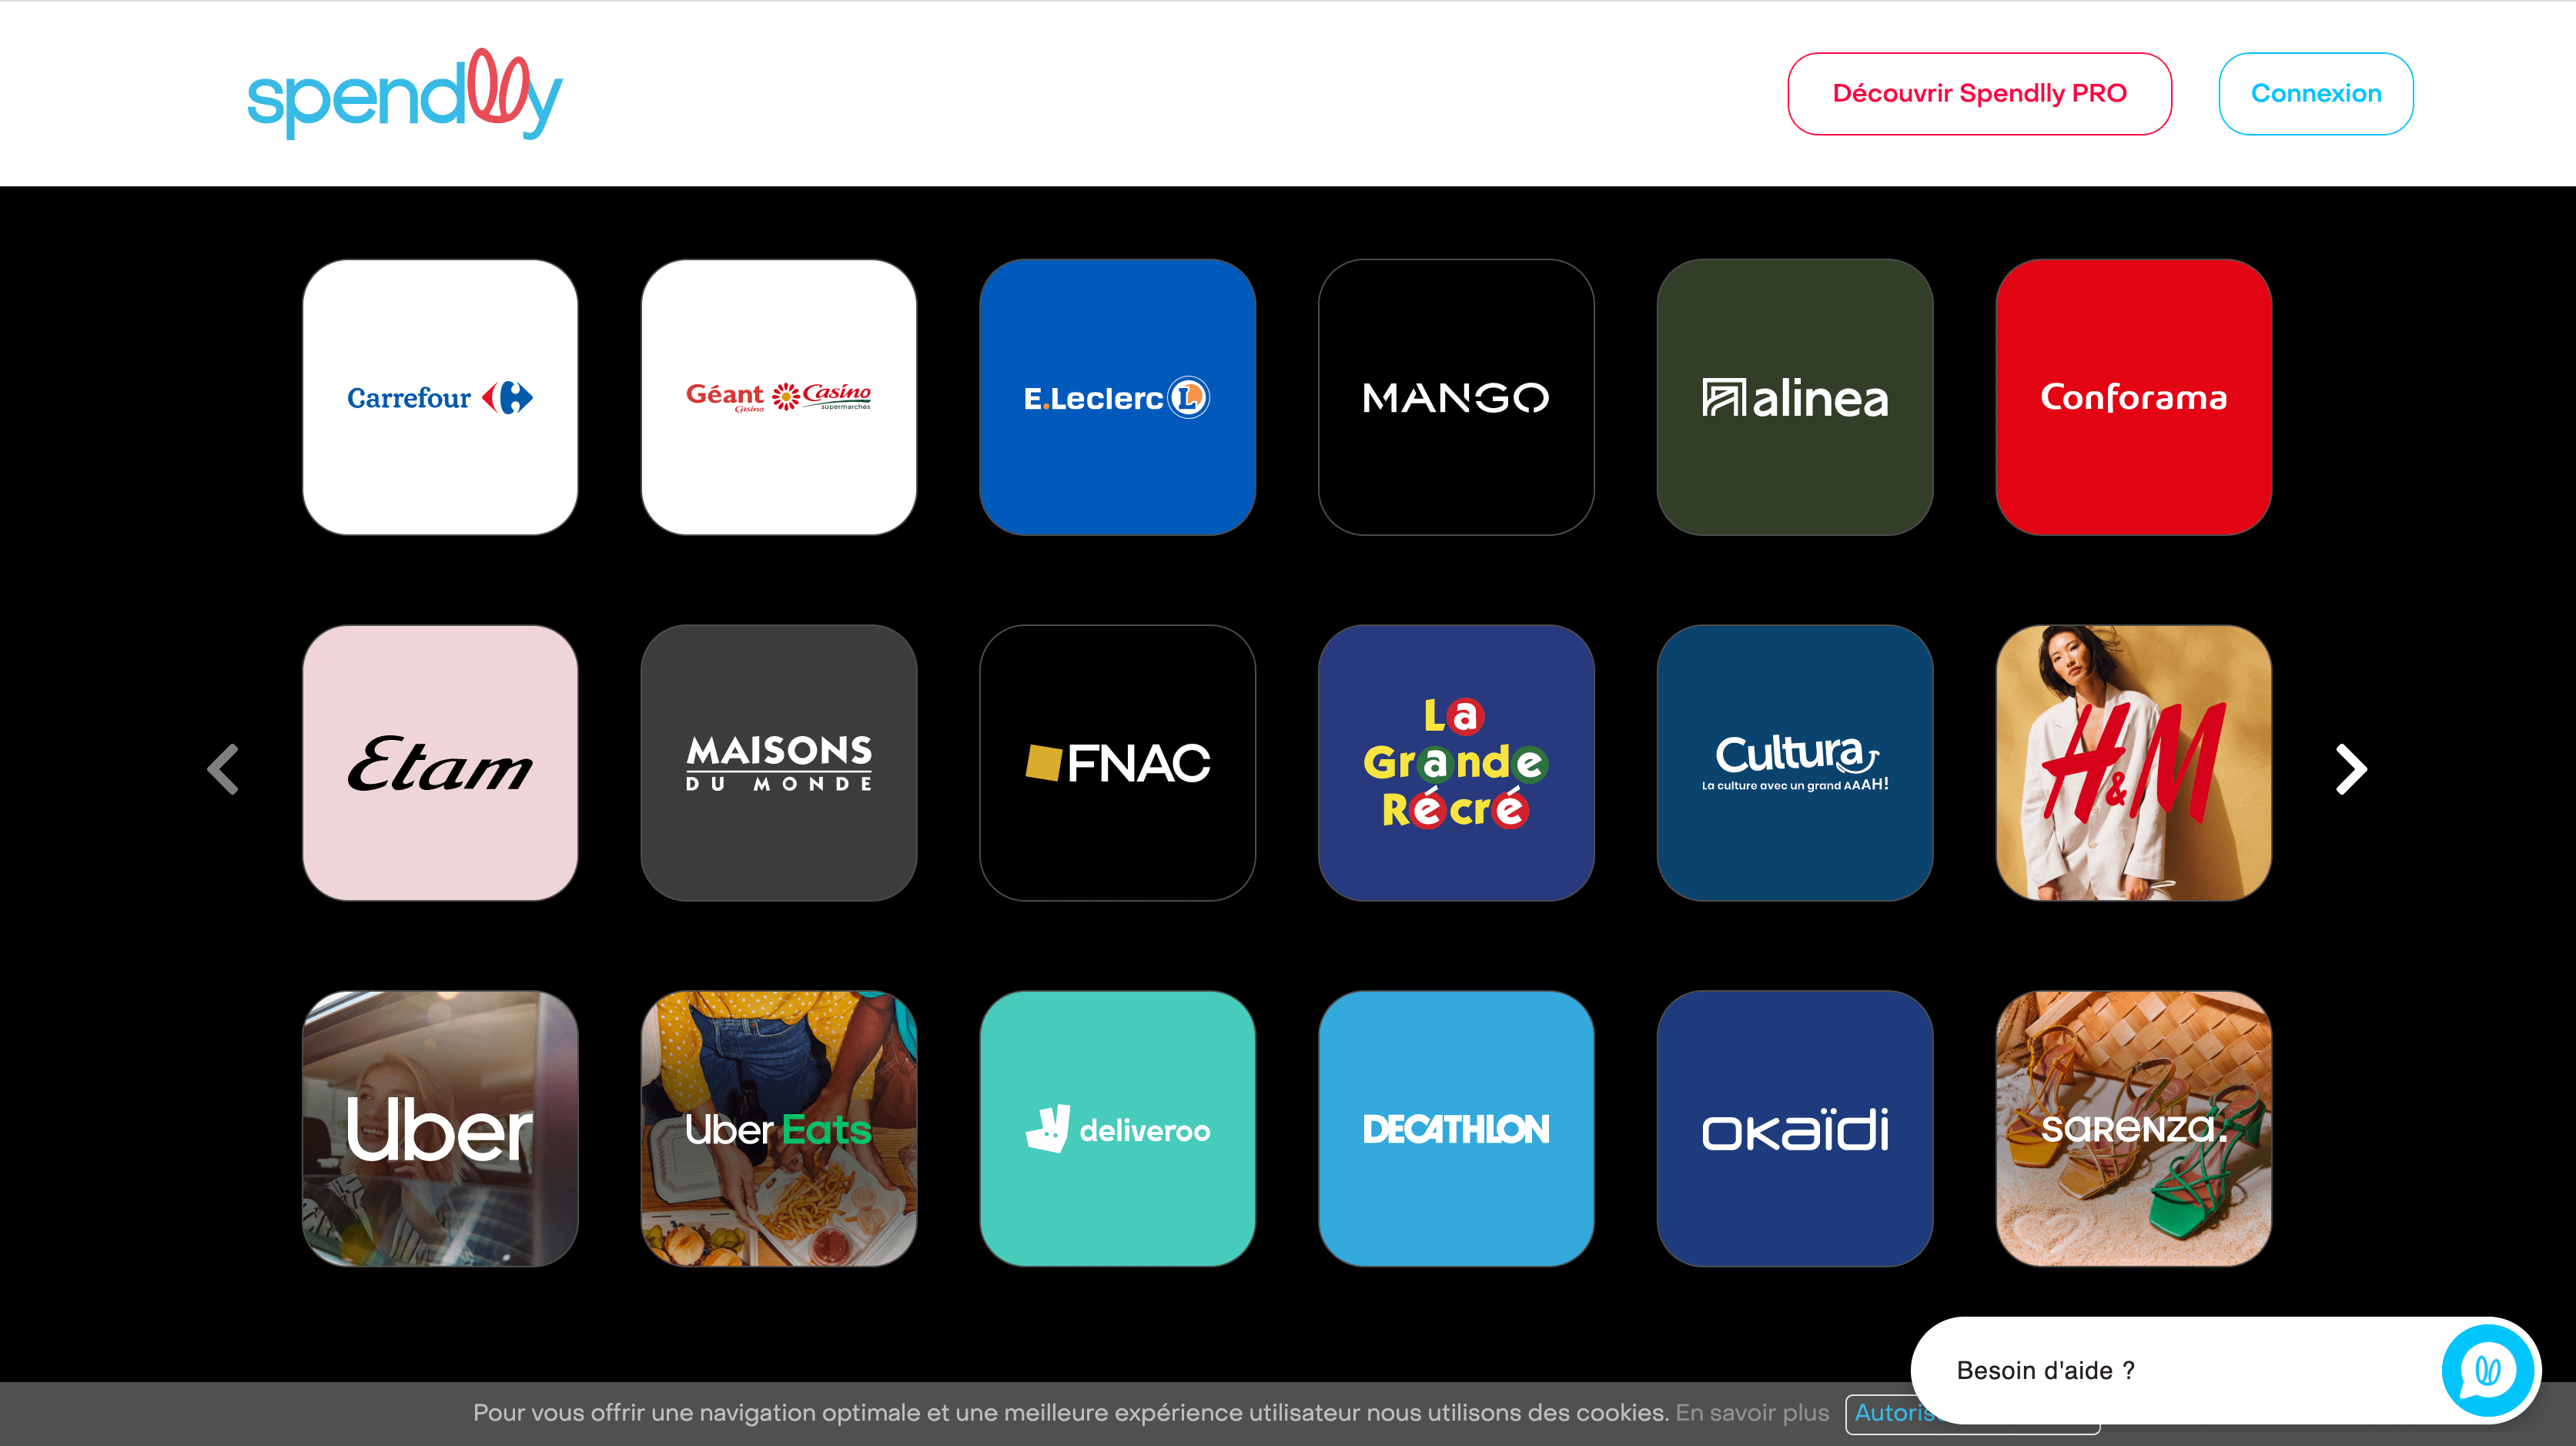 spendlly
Découvrir Spendlly PRO
Connexion
Carrefour
Géant Casino
Casino supermarchés
E.Leclerc L
MANGO
alinea
Conforama
Etam
MAISONS
DU MONDE
FNAC
La
Grande
Récré
Cultura
La culture avec un grand AAAH!
H&M
Uber
Uber Eats
deliveroo
DECATHLON
OKaïdi
SaRENZa.
Besoin d'aide ?
Pour vous offrir une navigation optimale et une meilleure expérience utilisateur nous utilisons des cookies. En savoir plus